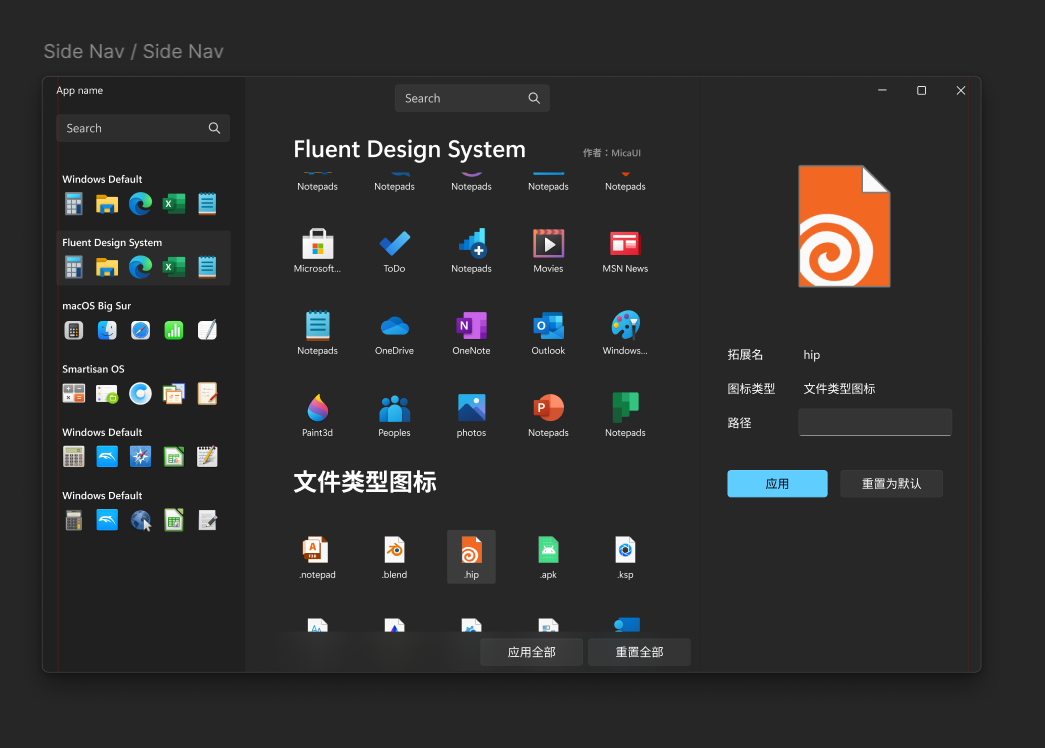 Side Nav / Side Nav
App name
Search
Windows Default
Fluent Design System
macOS Big Sur
Smartisan OS
Windows Default
Windows Default
Search
Fluent Design System
作者：MicaUI
Notepads Notepads Notepads Notepads Notepads
Microsoft... ToDo Notepads Movies MSN News
Notepads OneDrive OneNote Outlook Windows...
Paint3d Peoples photos Notepads Notepads
文件类型图标
.notepad .blend .hip .apk .ksp
应用全部 重置全部
拓展名 hip
图标类型 文件类型图标
路径
应用 重置为默认